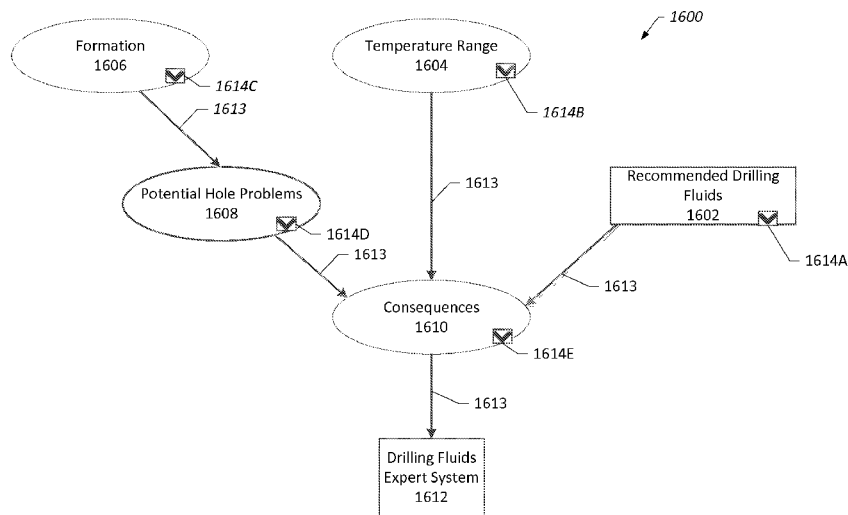 1600
Formation
1606
1614C
Temperature Range
1604
1614B
1613
Potential Hole Problems
1608
1614D
1613
Recommended Drilling
Fluids
1602
1614A
1613
1613
Consequences
1610
1614E
1613
Drilling Fluids
Expert System
1612
1613